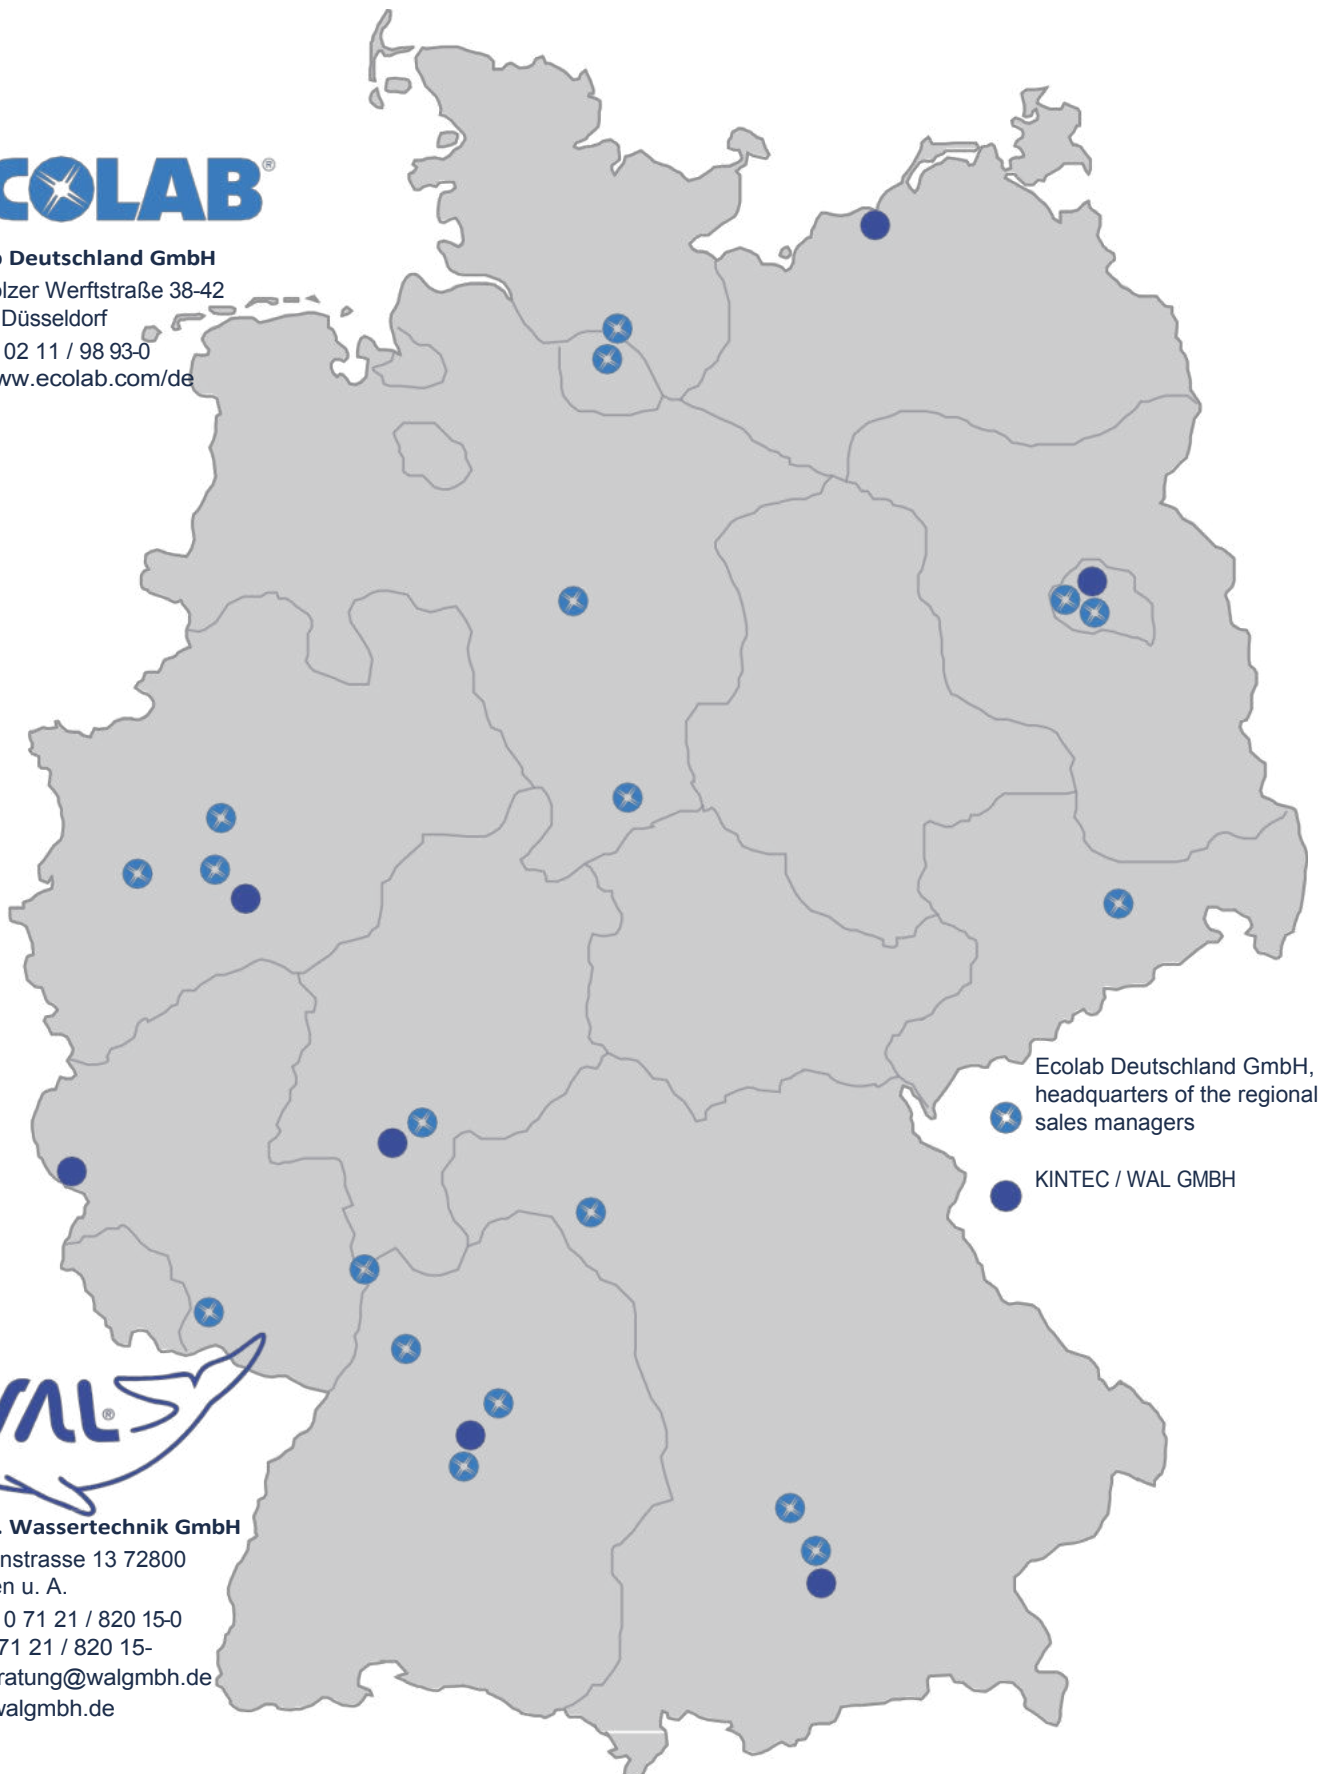 COLAB®
Deutschland GmbH
Werftstraße 38-42
Düsseldorf
02 11 / 98 93-0
ww.ecolab.com/de
Ecolab Deutschland GmbH,
headquarters of the regional
sales managers
KINTEC / WAL GMBH
WAL®
. Wassertechnik GmbH
nstrasse 13 72800
en u. A.
0 71 21 / 820 15-0
71 21 / 820 15-
ratung@walgmbh.de
walgmbh.de